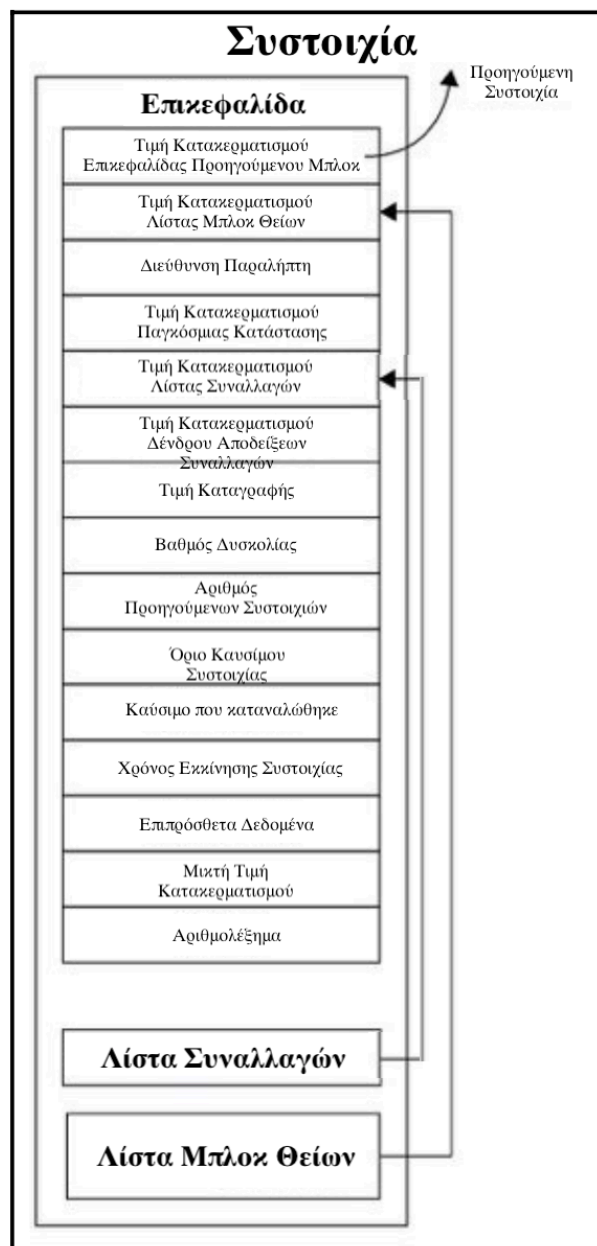 Συστοιχία
Προηγούμενη
Συστοιχία
Επικεφαλίδα
Τιμή Κατακερματισμού
Επικεφαλίδας Προηγούμενου Μπλοκ
Τιμή Κατακερματισμού
Λίστας Μπλοκ Θείων
Διεύθυνση Παραλήπτη
Τιμή Κατακερματισμού
Παγκόσμιας Κατάστασης
Τιμή Κατακερματισμού
Λίστας Συναλλαγών
Τιμή Κατακερματισμού
Δένδρου Αποδείξεων
Συναλλαγών
Τιμή Καταγραφής
Βαθμός Δυσκολίας
Αριθμός
Προηγούμενων Συστοιχιών
Όριο Καυσίμου
Συστοιχίας
Καύσιμο που καταναλώθηκε
Χρόνος Εκκίνησης Συστοιχίας
Επιπρόσθετα Δεδομένα
Μικτή Τιμή
Κατακερματισμού
Αριθμολέξημα
Λίστα Συναλλαγών
Λίστα Μπλοκ Θείων